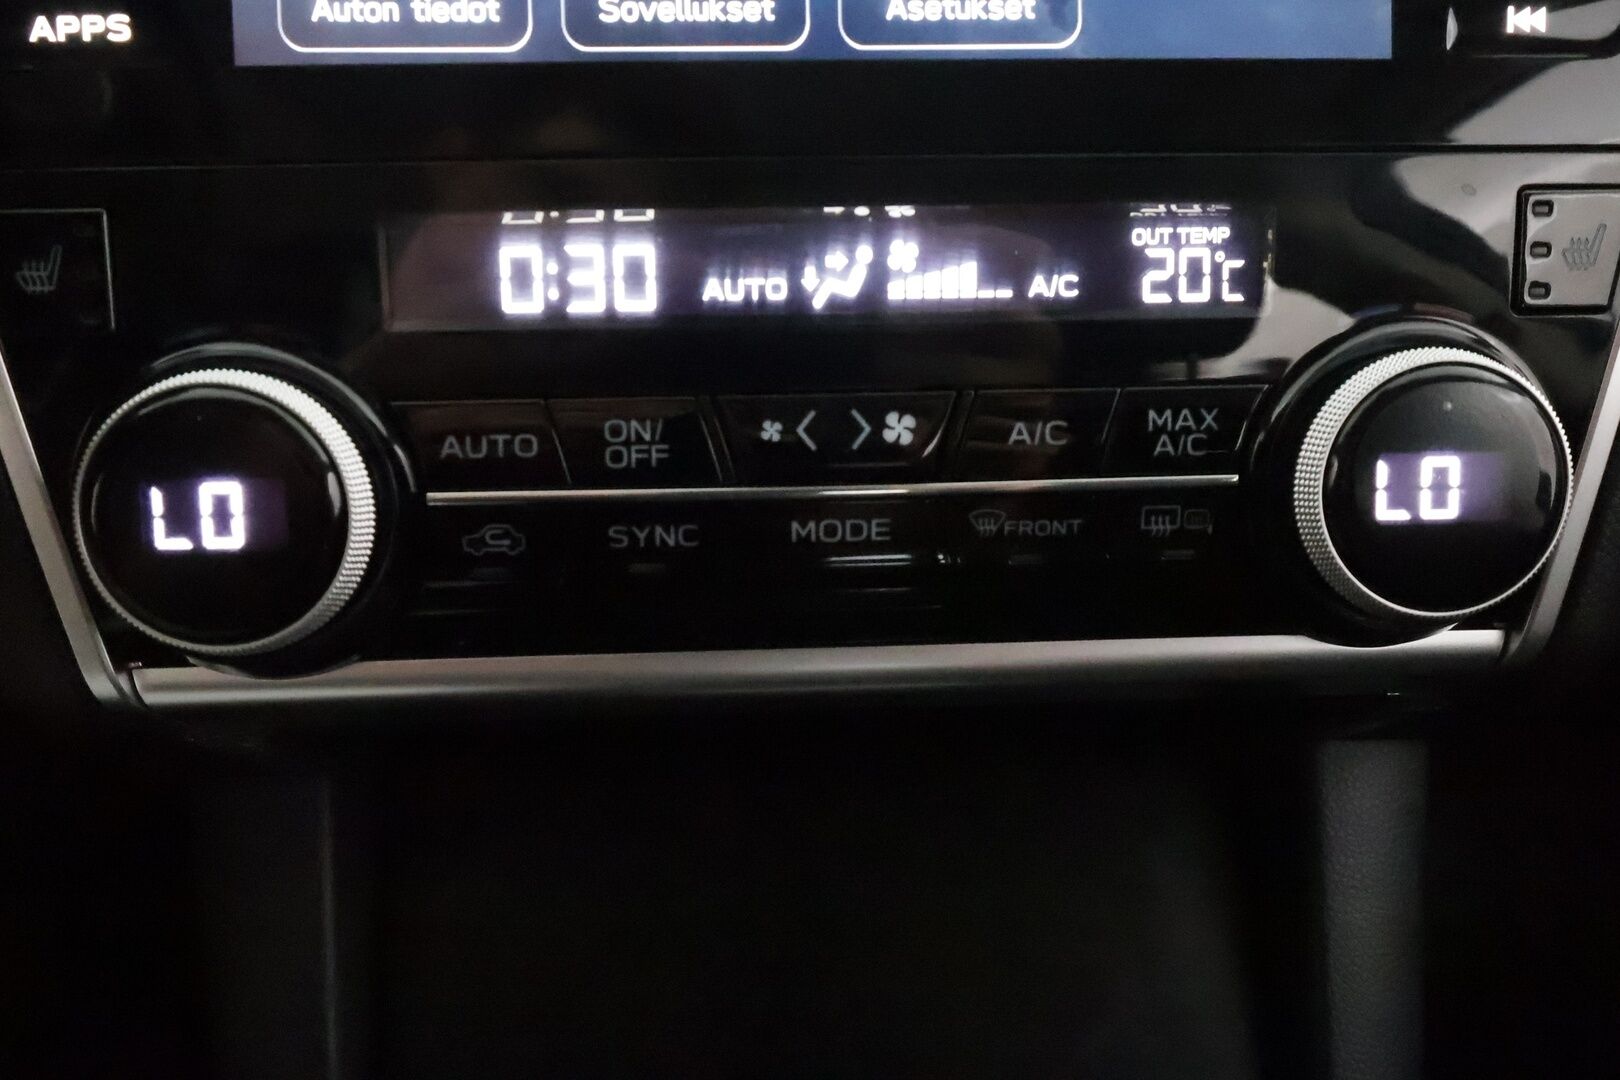 APPS
Auton tiedot
Sovellukset
Asetukset
OUT TEMP
0:30 AUTO A/C 20°C
AUTO
ON/
OFF
A/C
MAX
A/C
LO
LO
SYNC
MODE
FRONT